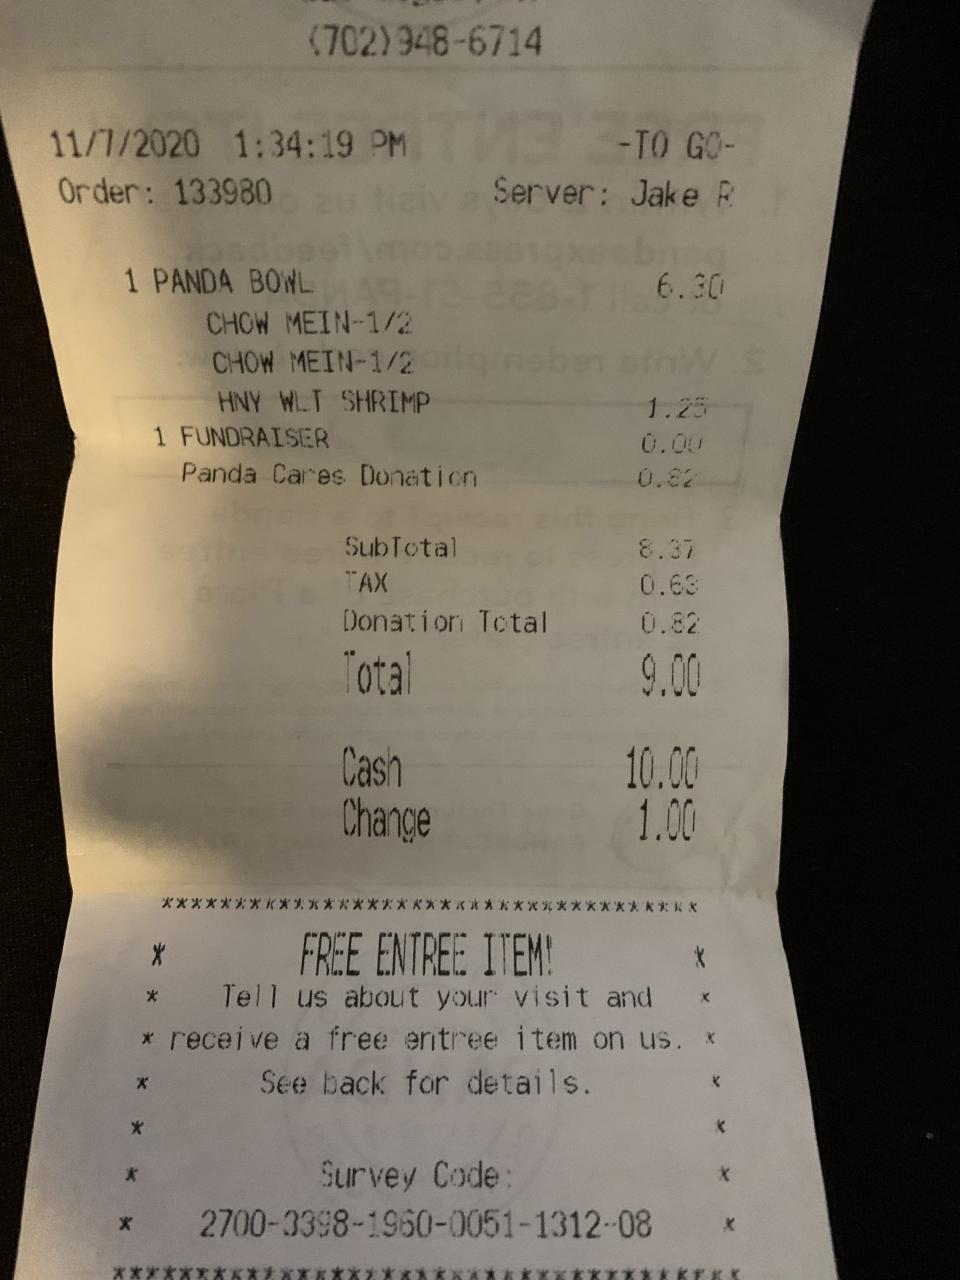 (702)948-6714
11/7/2020 1:34:19 PM -TO GO-
Order: 133980 Server: Jake R
1 PANDA BOWL 6.30
CHOW MEIN-1/2
CHOW MEIN-1/2
HNY WLT SHRIMP 1.25
1 FUNDRAISER 0.00
Panda Cares Donation 0.82
SubTotal 8.37
TAX 0.63
Donation Total 0.82
Total 9.00
Cash 10.00
Change 1.00
***************************************
* FREE ENTREE ITEM! *
* Tell us about your visit and *
* receive a free entree item on us. *
* See back for details. *
* *
* Survey Code: *
* 2700-3398-1960-0051-1312-08 *
***************************************